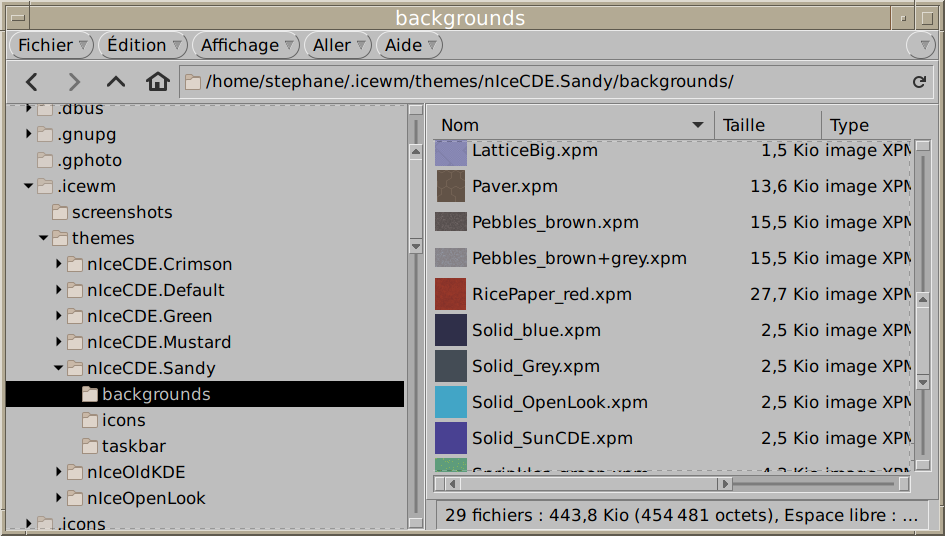 backgrounds
Fichier Édition Affichage Aller Aide
/home/stephane/.icewm/themes/nIceCDE.Sandy/backgrounds/
.dbus
.gnupg
.gphoto
.icewm
screenshots
themes
nIceCDE.Crimson
nIceCDE.Default
nIceCDE.Green
nIceCDE.Mustard
nIceCDE.Sandy
backgrounds
icons
taskbar
nIceOldKDE
nIceOpenLook
.icons
Nom Taille Type
LatticeBig.xpm 1,5 Kio image XPM
Paver.xpm 13,6 Kio image XPM
Pebbles_brown.xpm 15,5 Kio image XPM
Pebbles_brown+grey.xpm 15,5 Kio image XPM
RicePaper_red.xpm 27,7 Kio image XPM
Solid_blue.xpm 2,5 Kio image XPM
Solid_Grey.xpm 2,5 Kio image XPM
Solid_OpenLook.xpm 2,5 Kio image XPM
Solid_SunCDE.xpm 2,5 Kio image XPM
Sprinkles_green.xpm 4,3 Kio image XPM
29 fichiers : 443,8 Kio (454 481 octets), Espace libre : ...